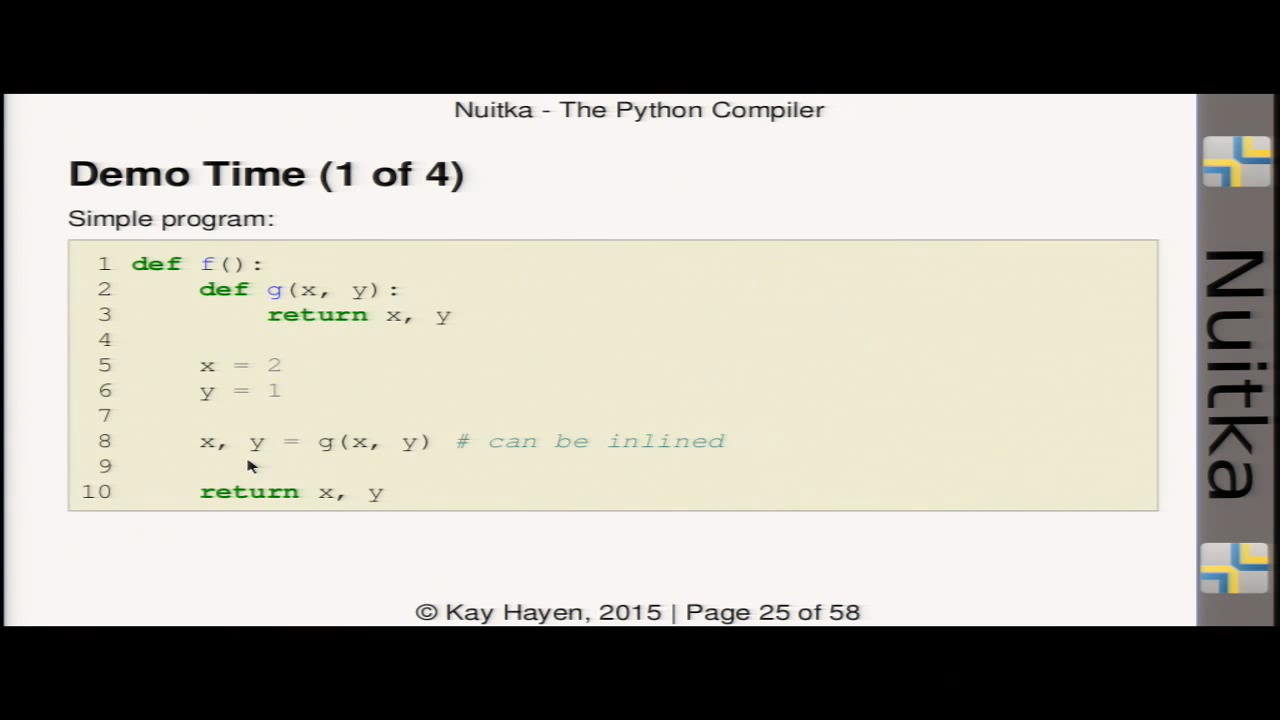 Nuitka - The Python Compiler
Demo Time (1 of 4)
Simple program:
1 def f():
2     def g(x, y):
3         return x, y
4
5     x = 2
6     y = 1
7
8     x, y = g(x, y) # can be inlined
9
10     return x, y
© Kay Hayen, 2015 | Page 25 of 58
Nuitka